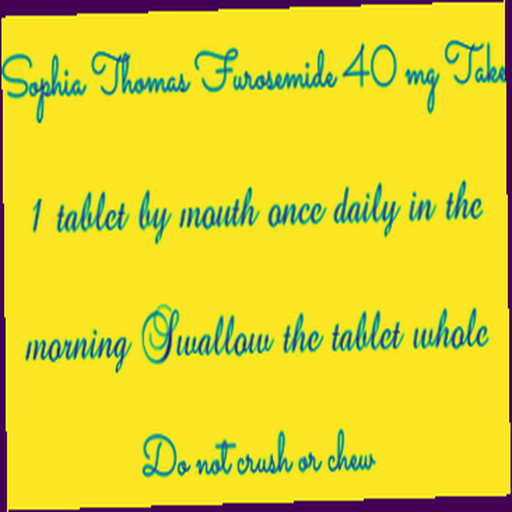 Sophia Thomas Furosemide 40 mg Take
1 tablet by mouth once daily in the
morning Swallow the tablet whole
Do not crush or chew